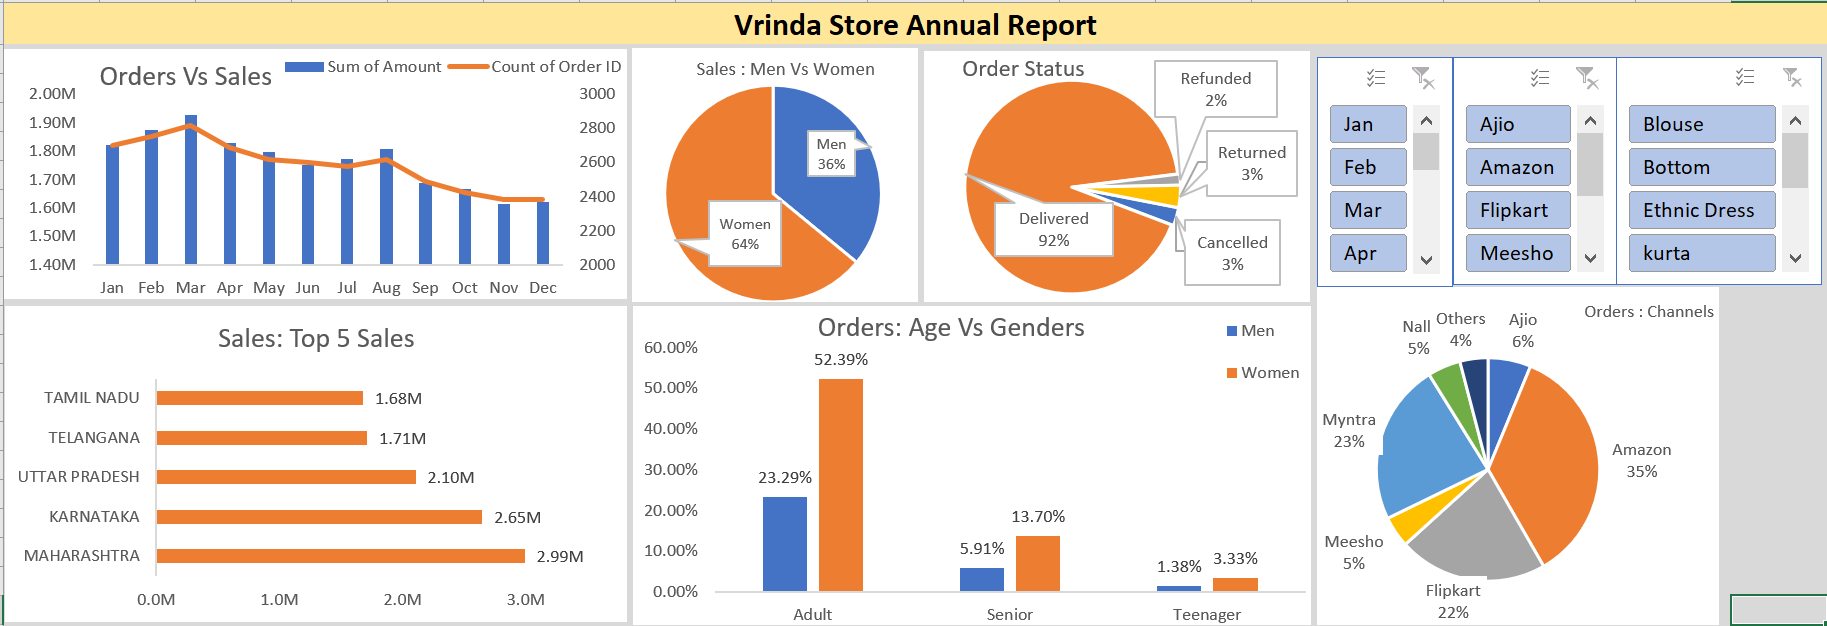 Vrinda Store Annual Report
Orders Vs Sales
Sum of Amount
Count of Order ID
2.00M
1.90M
1.80M
1.70M
1.60M
1.50M
1.40M
3000
2800
2600
2400
2200
2000
Jan Feb Mar Apr May Jun Jul Aug Sep Oct Nov Dec
Sales : Men Vs Women
Men
36%
Women
64%
Order Status
Refunded
2%
Returned
3%
Delivered
92%
Cancelled
3%
Jan
Feb
Mar
Apr
Ajio
Amazon
Flipkart
Meesho
Blouse
Bottom
Ethnic Dress
kurta
Sales: Top 5 Sales
TAMIL NADU 1.68M
TELANGANA 1.71M
UTTAR PRADESH 2.10M
KARNATAKA 2.65M
MAHARASHTRA 2.99M
0.0M 1.0M 2.0M 3.0M
Orders: Age Vs Genders
Men
Women
60.00%
50.00%
40.00%
30.00%
20.00%
10.00%
0.00%
23.29%
52.39%
5.91%
13.70%
1.38%
3.33%
Adult Senior Teenager
Orders : Channels
Nall
5%
Others
4%
Ajio
6%
Myntra
23%
Amazon
35%
Meesho
5%
Flipkart
22%